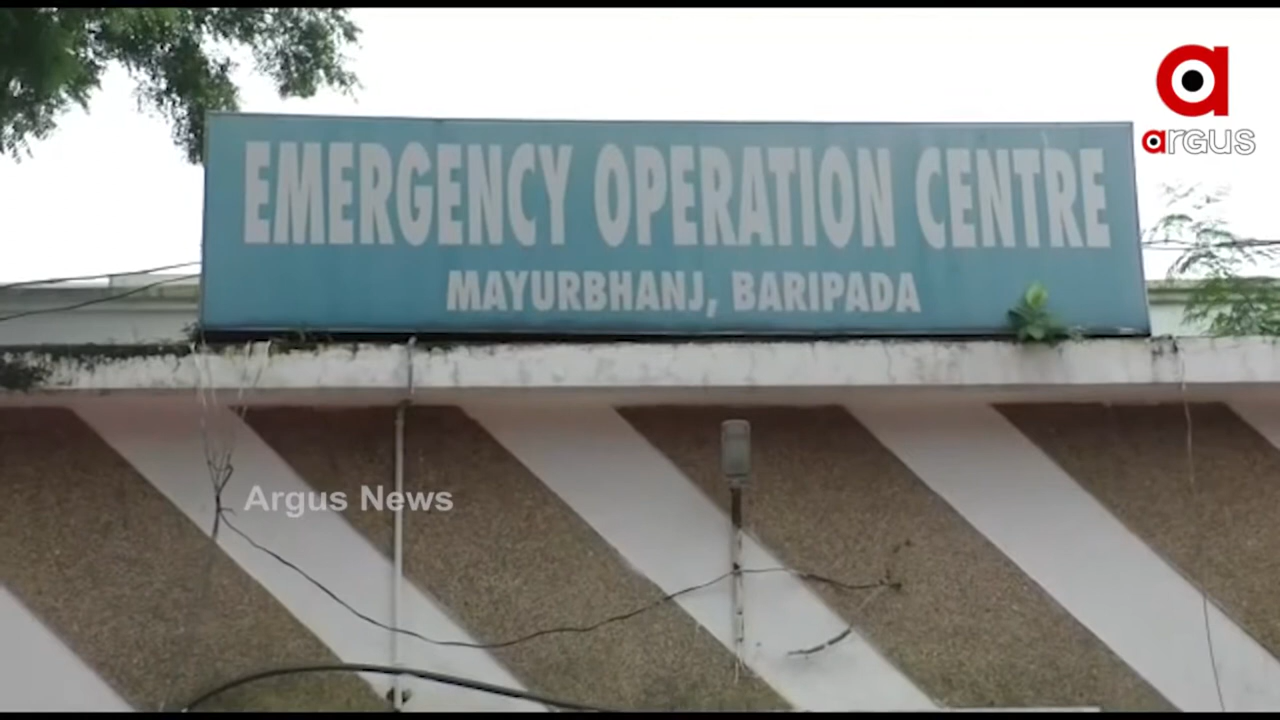 argus
EMERGENCY OPERATION CENTRE
MAYURBHANJ, BARIPADA
Argus News